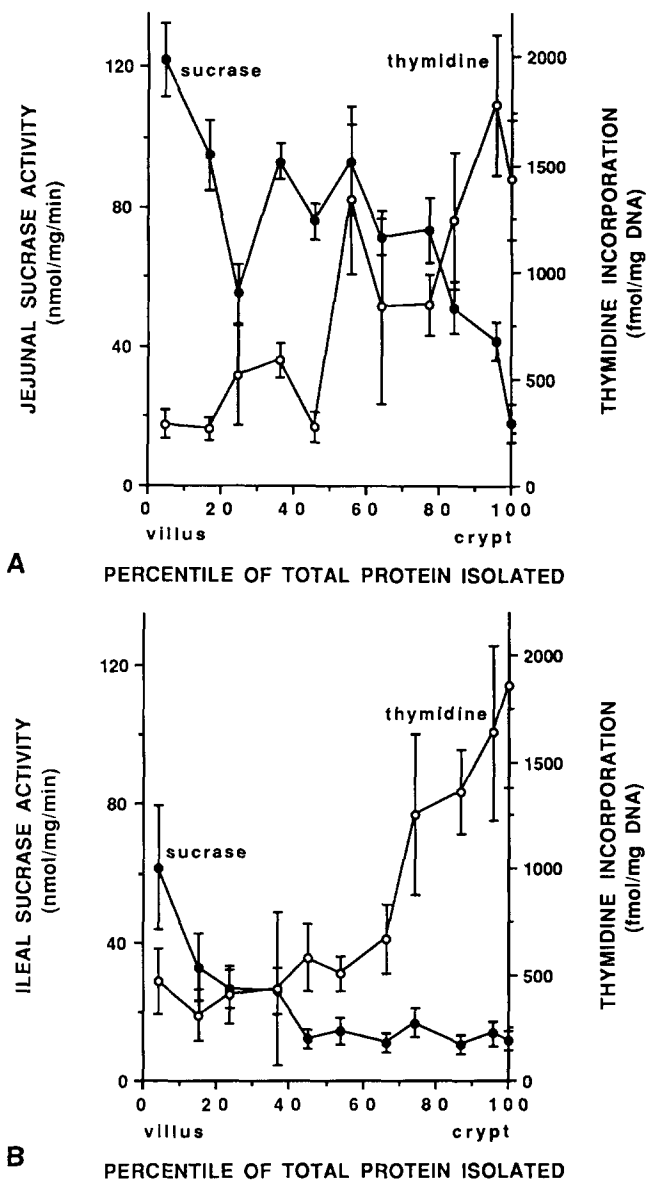 120
80
40
0
JEJUNAL SUCRASE ACTIVITY
(nmol/mg/min)
sucrase
thymidine
2000
1500
1000
500
0
THYMIDINE INCORPORATION
(fmol/mg DNA)
0 20 40 60 80 100
villus crypt
A
PERCENTILE OF TOTAL PROTEIN ISOLATED
120
80
40
0
ILEAL SUCRASE ACTIVITY
(nmol/mg/min)
sucrase
thymidine
2000
1500
1000
500
0
THYMIDINE INCORPORATION
(fmol/mg DNA)
0 20 40 60 80 100
villus crypt
B
PERCENTILE OF TOTAL PROTEIN ISOLATED